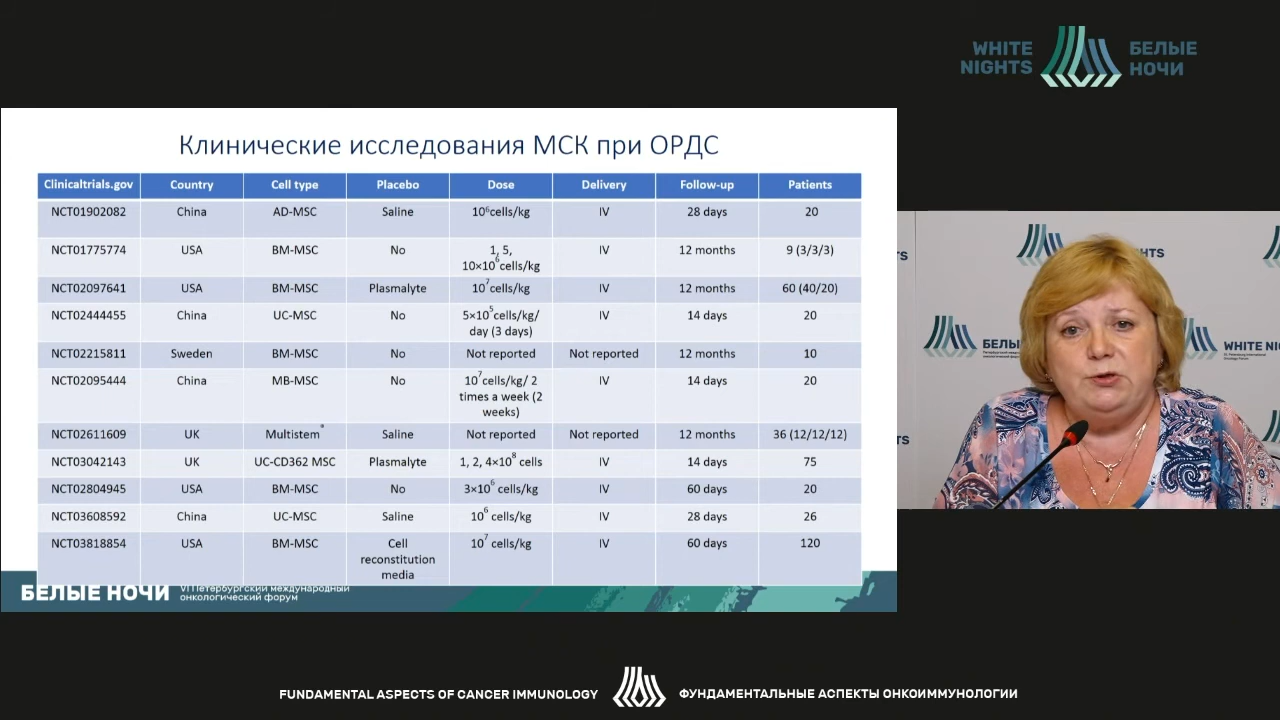 WHITE NIGHTS
БЕЛЫЕ НОЧИ
Клинические исследования МСК при ОРДС
Clinicaltrials.gov Country Cell type Placebo Dose Delivery Follow-up Patients
NCT01902082 China AD-MSC Saline 10⁶cells/kg IV 28 days 20
NCT01775774 USA BM-MSC No 1, 5, 10×10⁶cells/kg IV 12 months 9 (3/3/3)
NCT02097641 USA BM-MSC Plasmalyte 10⁷cells/kg IV 12 months 60 (40/20)
NCT02444455 China UC-MSC No 5×10⁵cells/kg/ day (3 days) IV 14 days 20
NCT02215811 Sweden BM-MSC No Not reported Not reported 12 months 10
NCT02095444 China MB-MSC No 10⁷cells/kg/ 2 times a week (2 weeks) IV 14 days 20
NCT02611609 UK Multistem® Saline Not reported Not reported 12 months 36 (12/12/12)
NCT03042143 UK UC-CD362 MSC Plasmalyte 1, 2, 4×10⁸ cells IV 14 days 75
NCT02804945 USA BM-MSC No 3×10⁶ cells/kg IV 60 days 20
NCT03608592 China UC-MSC Saline 10⁶ cells/kg IV 28 days 26
NCT03818854 USA BM-MSC Cell reconstitution media 10⁷ cells/kg IV 60 days 120
БЕЛЫЕ НОЧИ
VI Петербургский международный
онкологический форум
NIGHTS
БЕЛЫ
WHITE NI
FUNDAMENTAL ASPECTS OF CANCER IMMUNOLOGY
ФУНДАМЕНТАЛЬНЫЕ АСПЕКТЫ ОНКОИММУНОЛОГИИ